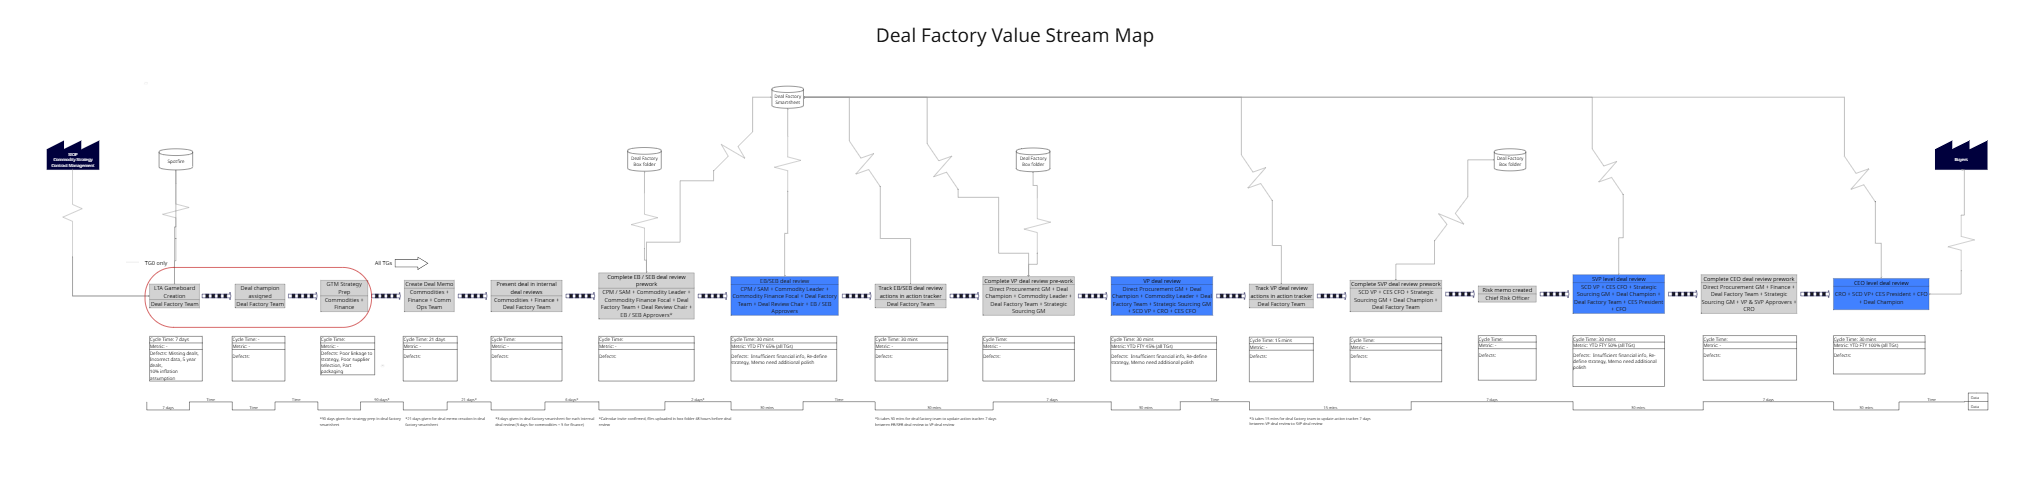 Deal Factory Value Stream Map
Deal Factory
Smartsheet
SIOP
Commodity Strategy
Contract Management
Spotfire
Deal Factory
Box folder
Deal Factory
Box folder
Deal Factory
Box folder
Buyers
TG0 only
All TGs
LTA Gameboard
Creation
Deal Factory Team
Deal champion
assigned
Deal Factory Team
GTM Strategy
Prep
Commodities +
Finance
Create Deal Memo
Commodities +
Finance + Comm
Ops Team
Present deal in internal
deal reviews
Commodities + Finance +
Deal Factory Team
Complete EB / SEB deal review
prework
CPM / SAM + Commodity Leader +
Commodity Finance Focal + Deal
Factory Team + Deal Review Chair +
EB / SEB Approvers*
EB/SEB deal review
CPM / SAM + Commodity Leader +
Commodity Finance Focal + Deal Factory
Team + Deal Review Chair + EB / SEB
Approvers
Track EB/SEB deal review
actions in action tracker
Deal Factory Team
Complete VP deal review pre-work
Direct Procurement GM + Deal
Champion + Commodity Leader +
Deal Factory Team + Strategic
Sourcing GM
VP deal review
Direct Procurement GM + Deal
Champion + Commodity Leader + Deal
Factory Team + Strategic Sourcing GM
+ SCD VP + CRO + CES CFO
Track VP deal review
actions in action tracker
Deal Factory Team
Complete SVP deal review prework
SCD VP + CES CFO + Strategic
Sourcing GM + Deal Champion +
Deal Factory Team
Risk memo created
Chief Risk Officer
SVP level deal review
SCD VP + CES CFO + Strategic
Sourcing GM + Deal Champion +
Deal Factory Team + CES President
+ CFO
Complete CEO deal review prework
Direct Procurement GM + Finance +
Deal Factory Team + Strategic
Sourcing GM + VP & SVP Approvers +
CRO
CEO level deal review
CRO + SCD VP+ CES President + CFO
+ Deal Champion
Cycle Time: 7 days
Metric: -
Defects: Missing deals,
Incorrect data, 5 year
deals,
10% inflation
assumption
Cycle Time: -
Metric: -
Defects:
Cycle Time:
Metric: -
Defects: Poor linkage to
strategy, Poor supplier
selection, Part
packaging
Cycle Time: 21 days
Metric: -
Defects:
Cycle Time:
Metric: -
Defects:
Cycle Time:
Metric: -
Defects:
Cycle Time: 30 mins
Metric: YTD FTY 65% (all TGs)
Defects: Insufficient financial info, Re-define
strategy, Memo need additional polish
Cycle Time: 30 mins
Metric: -
Defects:
Cycle Time:
Metric: -
Defects:
Cycle Time: 30 mins
Metric: YTD FTY 45% (all TGs)
Defects: Insufficient financial info, Re-define
strategy, Memo need additional polish
Cycle Time: 15 mins
Metric: -
Defects:
Cycle Time:
Metric: -
Defects:
Cycle Time:
Metric: -
Defects:
Cycle Time: 30 mins
Metric: YTD FTY 50% (all TGs)
Defects: Insufficient financial info, Re-
define strategy, Memo need additional
polish
Cycle Time: 30 mins
Metric: -
Defects:
Cycle Time: 30 mins
Metric: YTD FTY 100% (all TGs)
Defects:
7 days
Time
Time
Time
90 days*
21 days*
8 days*
2 days*
30 mins
Time
30 mins
2 days
30 mins
Time
15 mins
2 days
30 mins
2 days
30 mins
Time
Data
Data